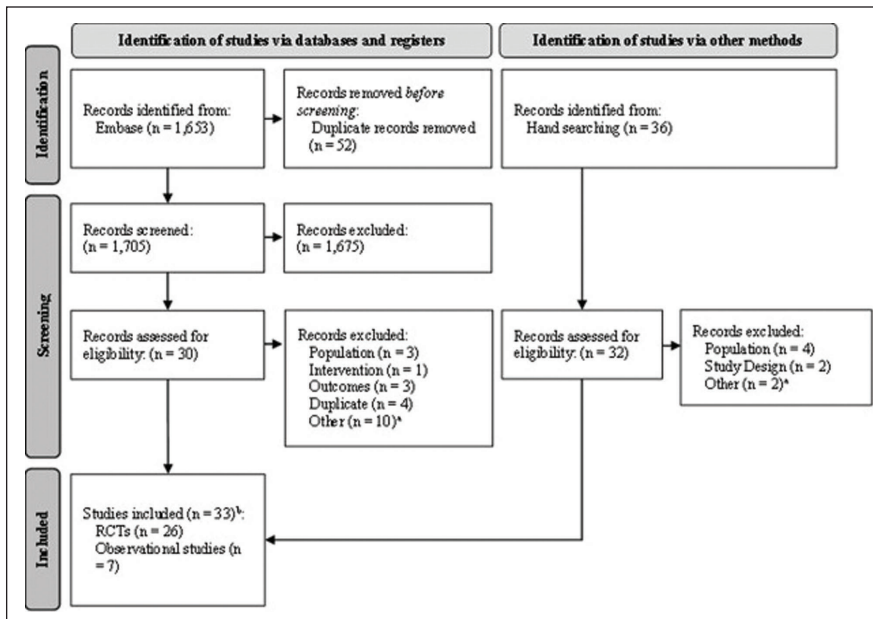 Identification of studies via databases and registers
Identification of studies via other methods
Identification
Records identified from:
Embase (n = 1,653)
Records removed before
screening:
Duplicate records removed
(n = 52)
Records identified from:
Hand searching (n = 36)
Screening
Records screened:
(n = 1,705)
Records excluded:
(n = 1,675)
Records assessed for
eligibility: (n = 30)
Records excluded:
Population (n = 3)
Intervention (n = 1)
Outcomes (n = 3)
Duplicate (n = 4)
Other (n = 10)ᵃ
Records assessed for
eligibility: (n = 32)
Records excluded:
Population (n = 4)
Study Design (n = 2)
Other (n = 2)ᵃ
Included
Studies included (n = 33)ᵇ:
RCTs (n = 26)
Observational studies (n
= 7)